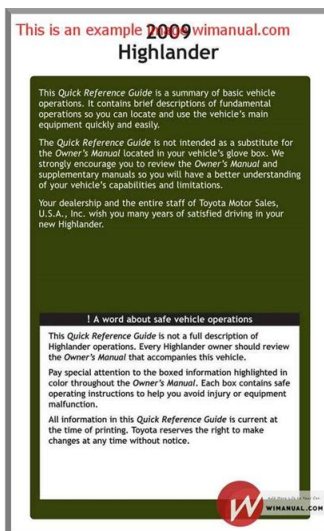 This is an example image wimanual.com
2009
Highlander
This Quick Reference Guide is a summary of basic vehicle
operations. It contains brief descriptions of fundamental
operations so you can locate and use the vehicle's main
equipment quickly and easily.
The Quick Reference Guide is not intended as a substitute for
the Owner's Manual located in your vehicle's glove box. We
strongly encourage you to review the Owner's Manual and
supplementary manuals so you will have a better understanding
of your vehicle's capabilities and limitations.
Your dealership and the entire staff of Toyota Motor Sales,
U.S.A., Inc. wish you many years of satisfied driving in your
new Highlander.
! A word about safe vehicle operations
This Quick Reference Guide is not a full description of
Highlander operations. Every Highlander owner should review
the Owner's Manual that accompanies this vehicle.
Pay special attention to the boxed information highlighted in
color throughout the Owner's Manual. Each box contains safe
operating instructions to help you avoid injury or equipment
malfunction.
All information in this Quick Reference Guide is current at
the time of printing. Toyota reserves the right to make
changes at any time without notice.
W
WIMANUAL.COM